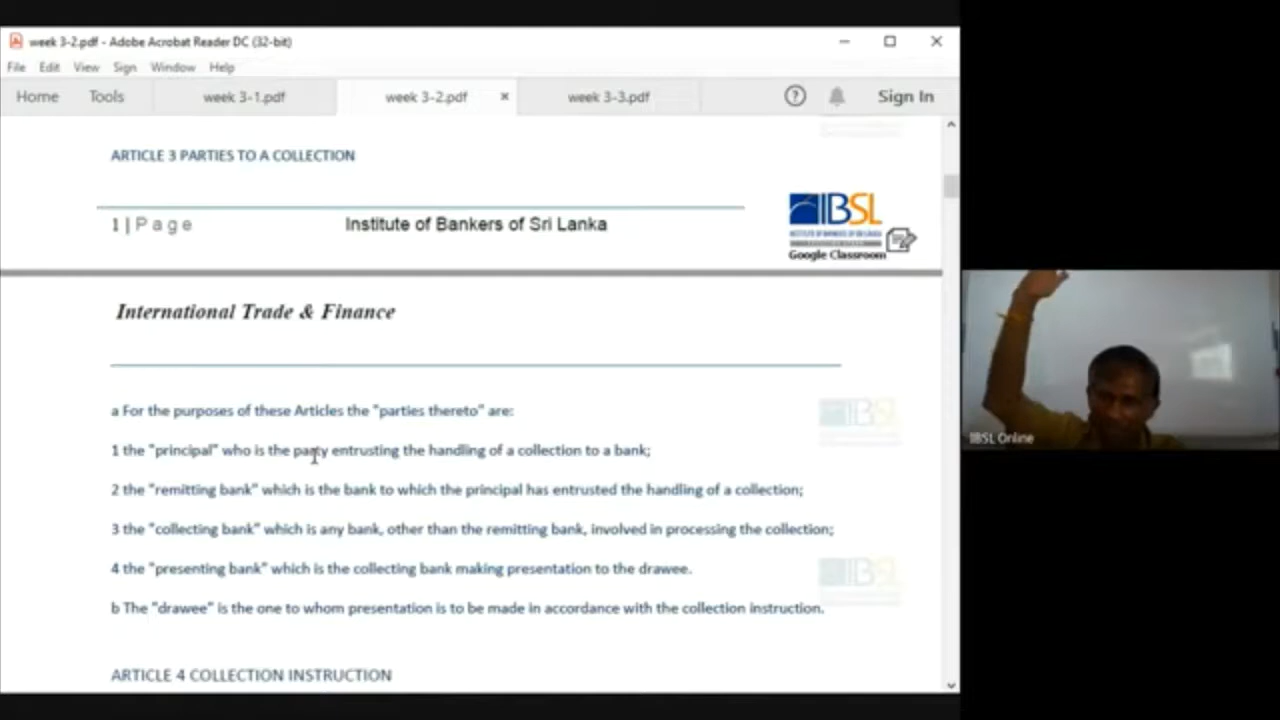 week 3-2.pdf - Adobe Acrobat Reader DC (32-bit)
File Edit View Sign Window Help
Home Tools week 3-1.pdf week 3-2.pdf × week 3-3.pdf ? Sign In
ARTICLE 3 PARTIES TO A COLLECTION
1 | P a g e Institute of Bankers of Sri Lanka
IBSL
INSTITUTE OF BANKERS OF SRI LANKA
Google Classroom
International Trade & Finance
a For the purposes of these Articles the "parties thereto" are:
1 the "principal" who is the party entrusting the handling of a collection to a bank;
2 the "remitting bank" which is the bank to which the principal has entrusted the handling of a collection;
3 the "collecting bank" which is any bank, other than the remitting bank, involved in processing the collection;
4 the "presenting bank" which is the collecting bank making presentation to the drawee.
b The "drawee" is the one to whom presentation is to be made in accordance with the collection instruction.
ARTICLE 4 COLLECTION INSTRUCTION
IBSL Online